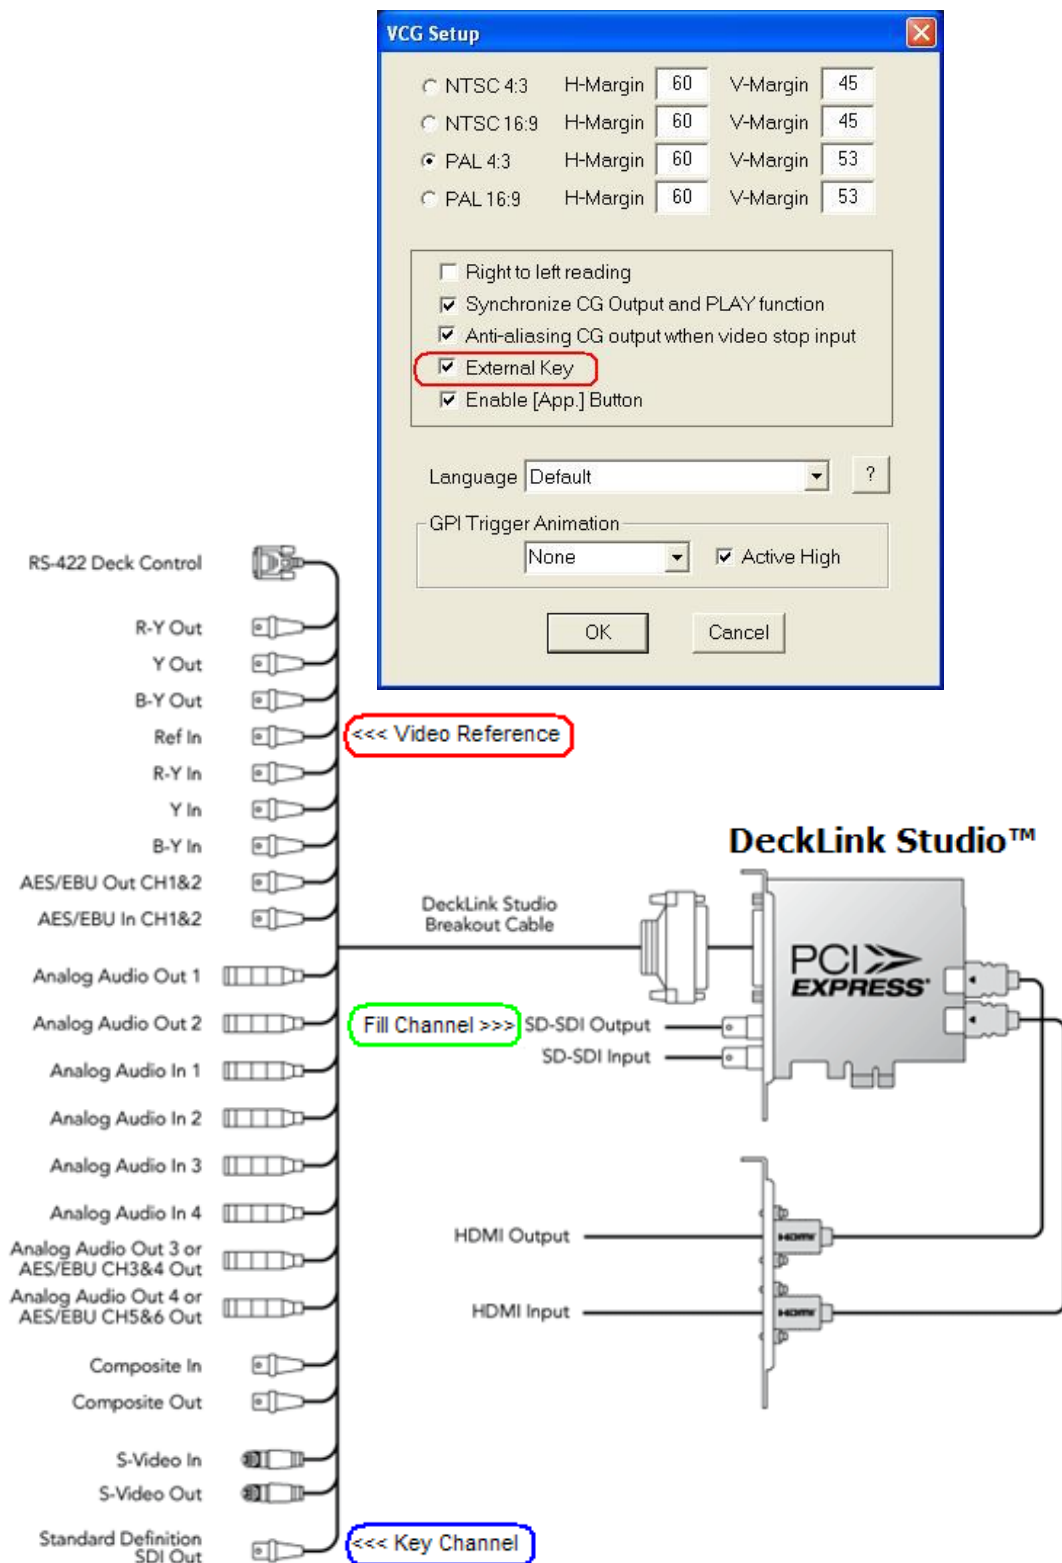 VCG Setup
NTSC 4:3 H-Margin 60 V-Margin 45
NTSC 16:9 H-Margin 60 V-Margin 45
PAL 4:3 H-Margin 60 V-Margin 53
PAL 16:9 H-Margin 60 V-Margin 53
Right to left reading
Synchronize CG Output and PLAY function
Anti-aliasing CG output wthen video stop input
External Key
Enable [App.] Button
Language Default ?
GPI Trigger Animation
None Active High
OK Cancel
RS-422 Deck Control
R-Y Out
Y Out
B-Y Out
Ref In <<< Video Reference
R-Y In
Y In
B-Y In
AES/EBU Out CH1&2
AES/EBU In CH1&2
Analog Audio Out 1
Analog Audio Out 2
Analog Audio In 1
Analog Audio In 2
Analog Audio In 3
Analog Audio In 4
Analog Audio Out 3 or
AES/EBU CH3&4 Out
Analog Audio Out 4 or
AES/EBU CH5&6 Out
Composite In
Composite Out
S-Video In
S-Video Out
Standard Definition
SDI Out
<<< Key Channel
DeckLink Studio™
DeckLink Studio
Breakout Cable
PCI
EXPRESS®
Fill Channel >>> SD-SDI Output
SD-SDI Input
HDMI Output
HDMI
HDMI Input
HDMI